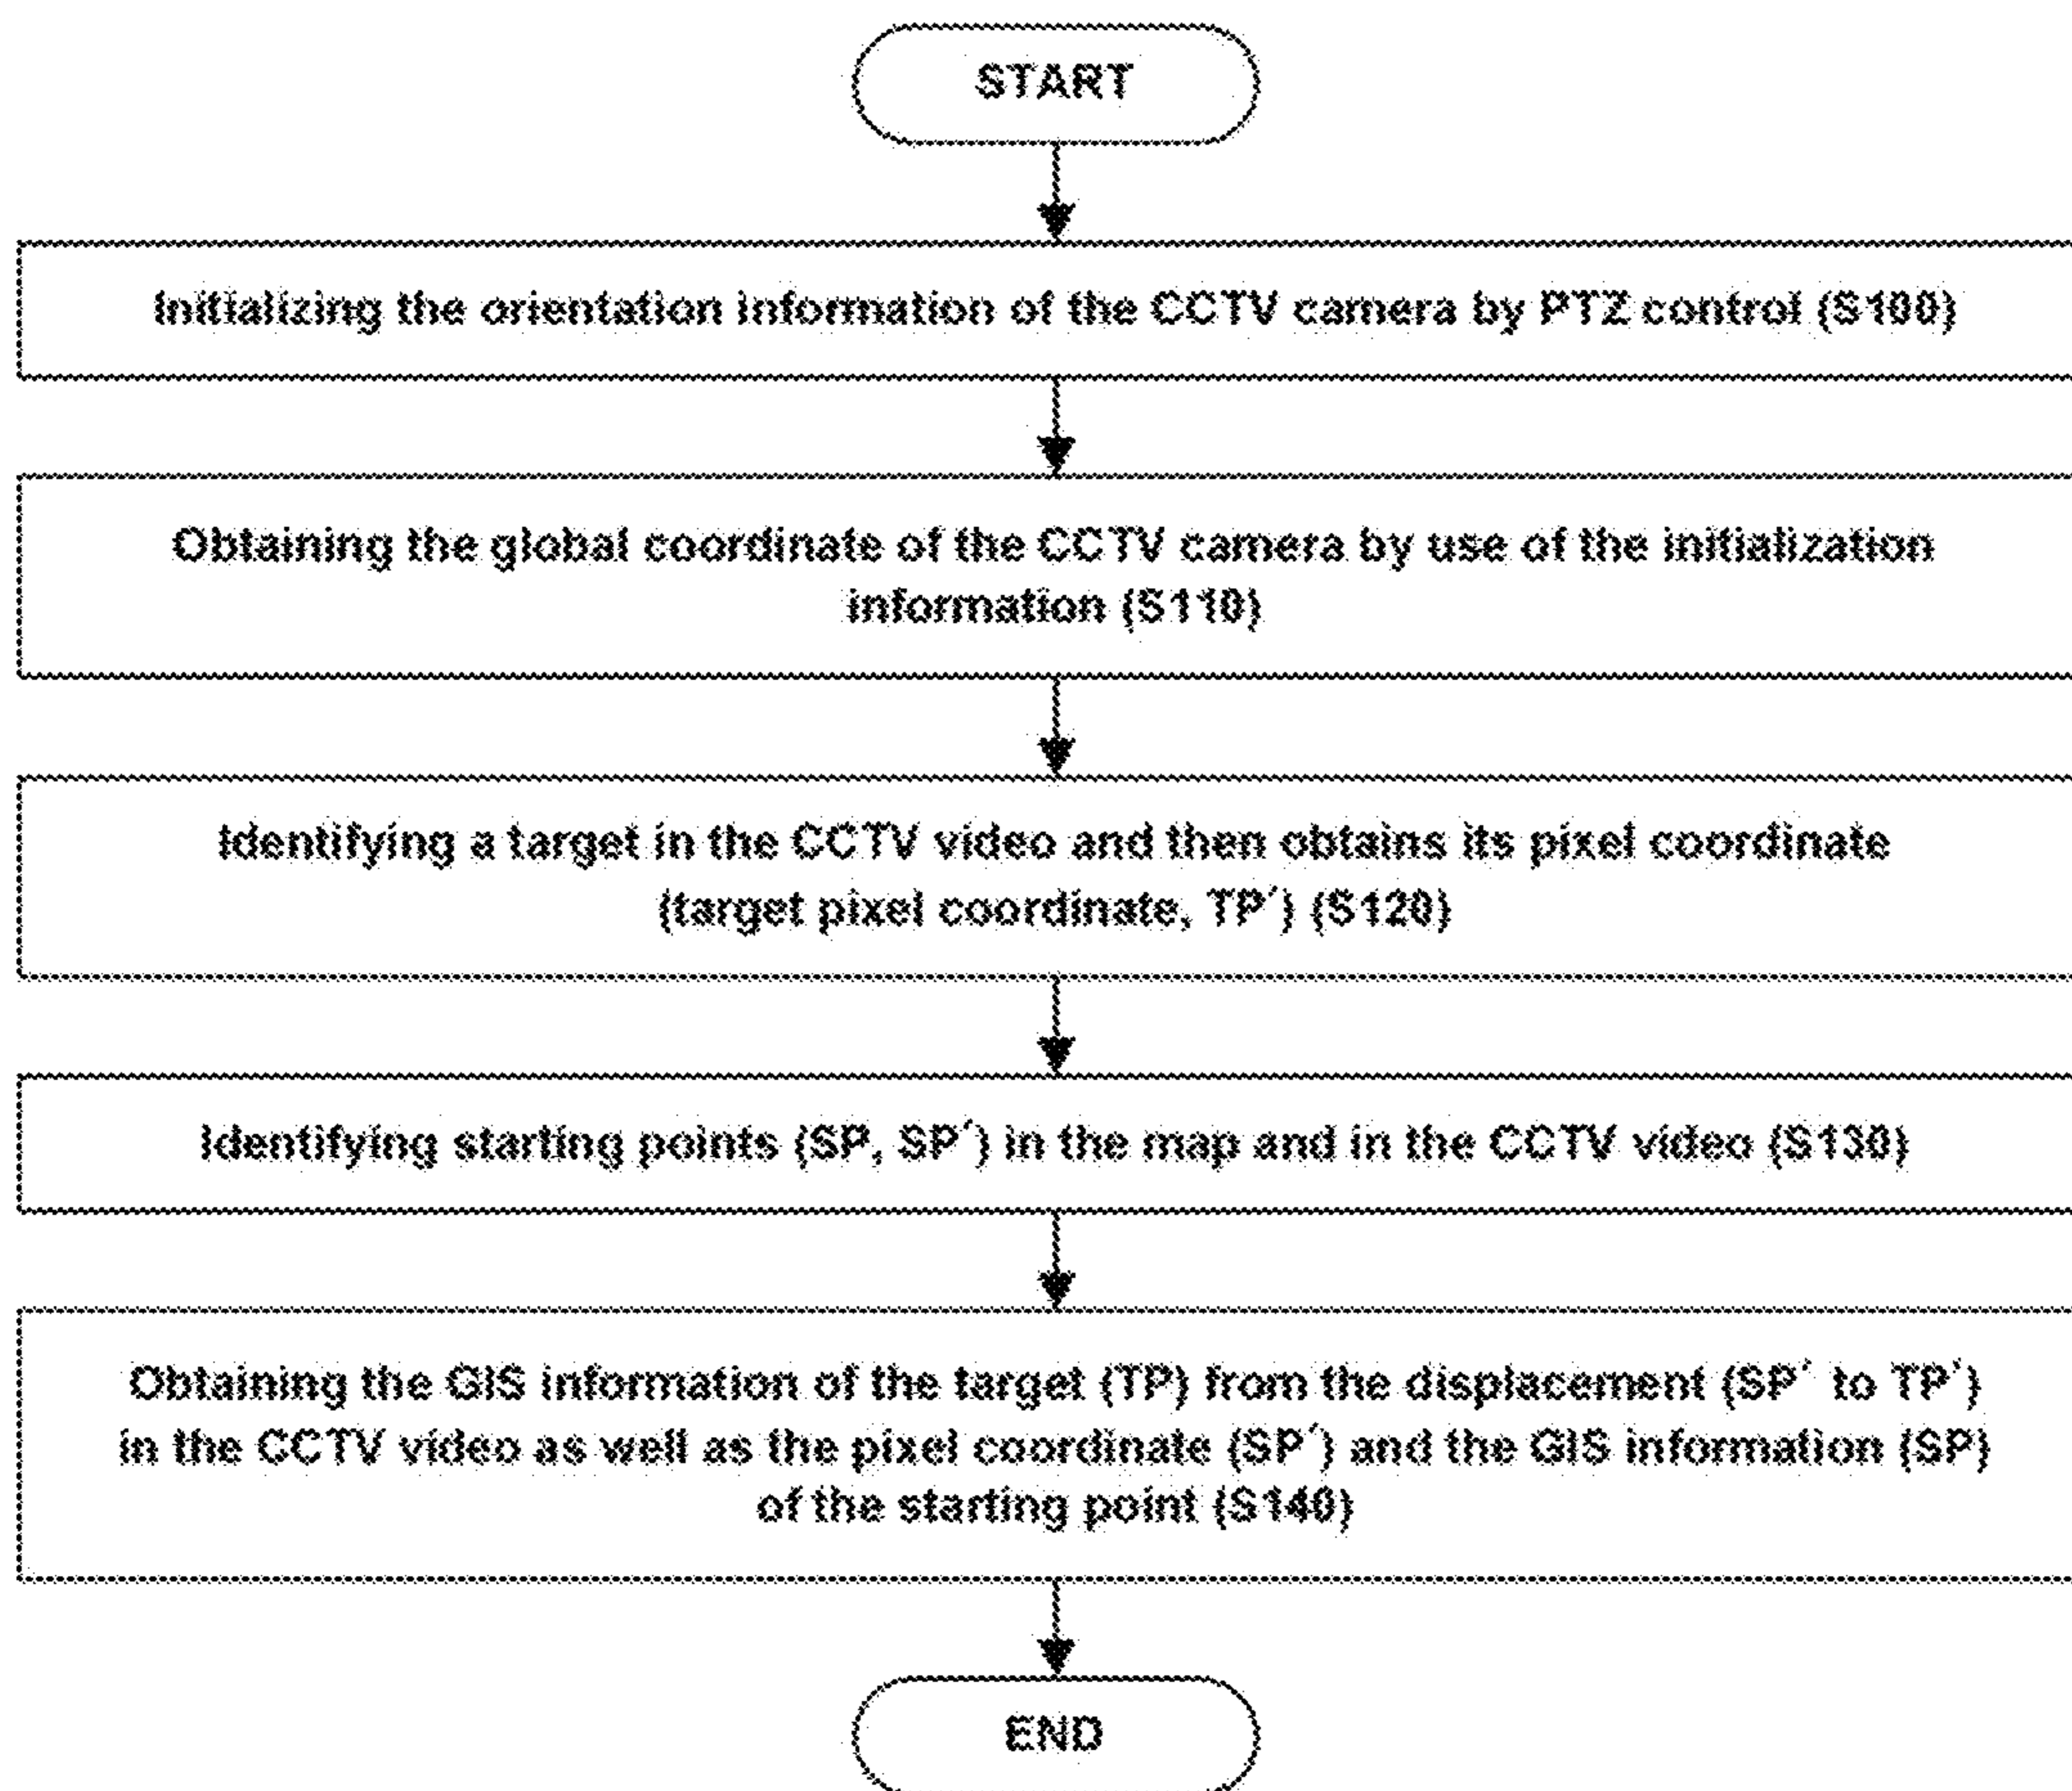 START
Initializing the orientation information of the CCTV camera by PTZ control (S100)
Obtaining the global coordinate of the CCTV camera by use of the initialization
information (S110)
Identifying a target in the CCTV video and then obtains its pixel coordinate
(target pixel coordinate, TP´) (S120)
Identifying starting points (SP, SP´) in the map and in the CCTV video (S130)
Obtaining the GIS information of the target (TP) from the displacement (SP´ to TP´)
in the CCTV video as well as the pixel coordinate (SP´) and the GIS information (SP)
of the starting point (S140)
END